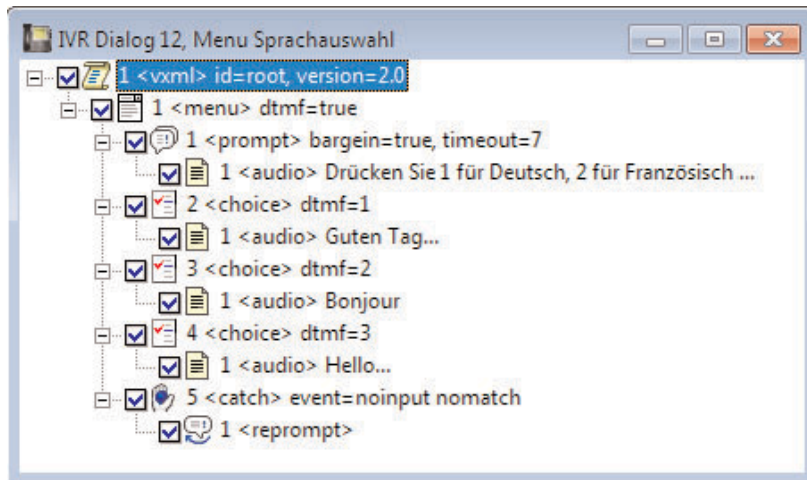 IVR Dialog 12, Menu Sprachauswahl
1 <vxml> id=root, version=2.0
1 <menu> dtmf=true
1 <prompt> bargein=true, timeout=7
1 <audio> Drücken Sie 1 für Deutsch, 2 für Französisch ...
2 <choice> dtmf=1
1 <audio> Guten Tag...
3 <choice> dtmf=2
1 <audio> Bonjour
4 <choice> dtmf=3
1 <audio> Hello...
5 <catch> event=noinput nomatch
1 <reprompt>